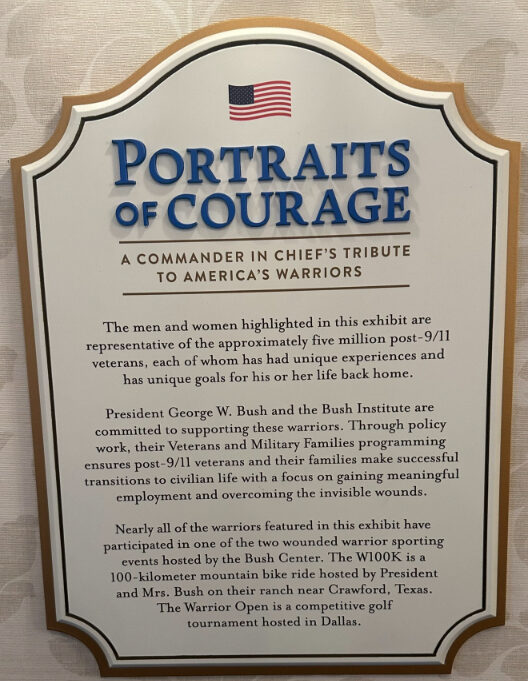 PORTRAITS
OF COURAGE
A COMMANDER IN CHIEF'S TRIBUTE
TO AMERICA'S WARRIORS
The men and women highlighted in this exhibit are
representative of the approximately five million post-9/11
veterans, each of whom has had unique experiences and
has unique goals for his or her life back home.
President George W. Bush and the Bush Institute are
committed to supporting these warriors. Through policy
work, their Veterans and Military Families programming
ensures post-9/11 veterans and their families make successful
transitions to civilian life with a focus on gaining meaningful
employment and overcoming the invisible wounds.
Nearly all of the warriors featured in this exhibit have
participated in one of the two wounded warrior sporting
events hosted by the Bush Center. The W100K is a
100-kilometer mountain bike ride hosted by President
and Mrs. Bush on their ranch near Crawford, Texas.
The Warrior Open is a competitive golf
tournament hosted in Dallas.